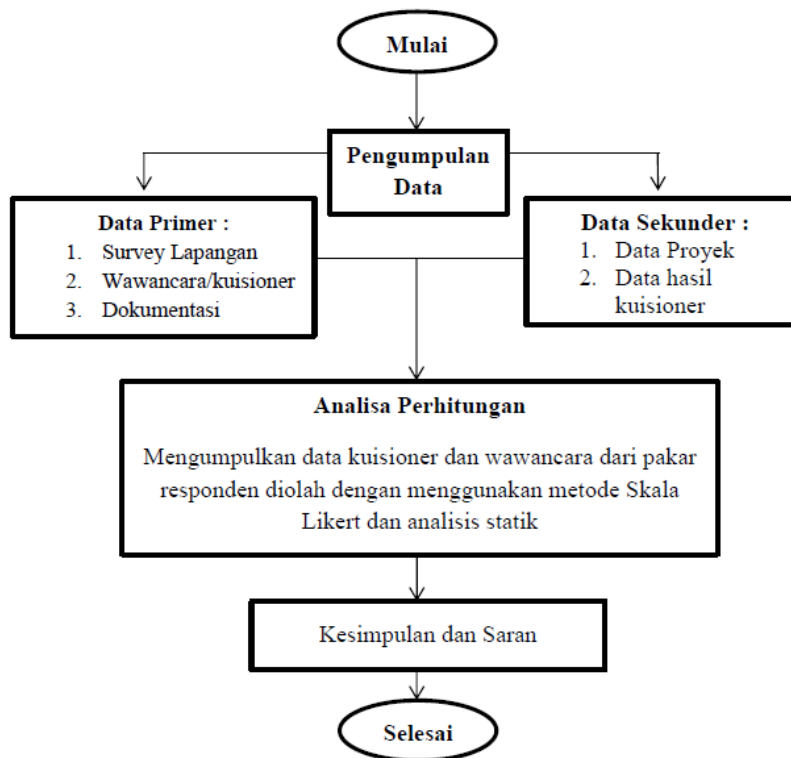 Mulai
Pengumpulan
Data
Data Primer :
1. Survey Lapangan
2. Wawancara/kuisioner
3. Dokumentasi
Data Sekunder :
1. Data Proyek
2. Data hasil
kuisioner
Analisa Perhitungan
Mengumpulkan data kuisioner dan wawancara dari pakar
responden diolah dengan menggunakan metode Skala
Likert dan analisis statik
Kesimpulan dan Saran
Selesai